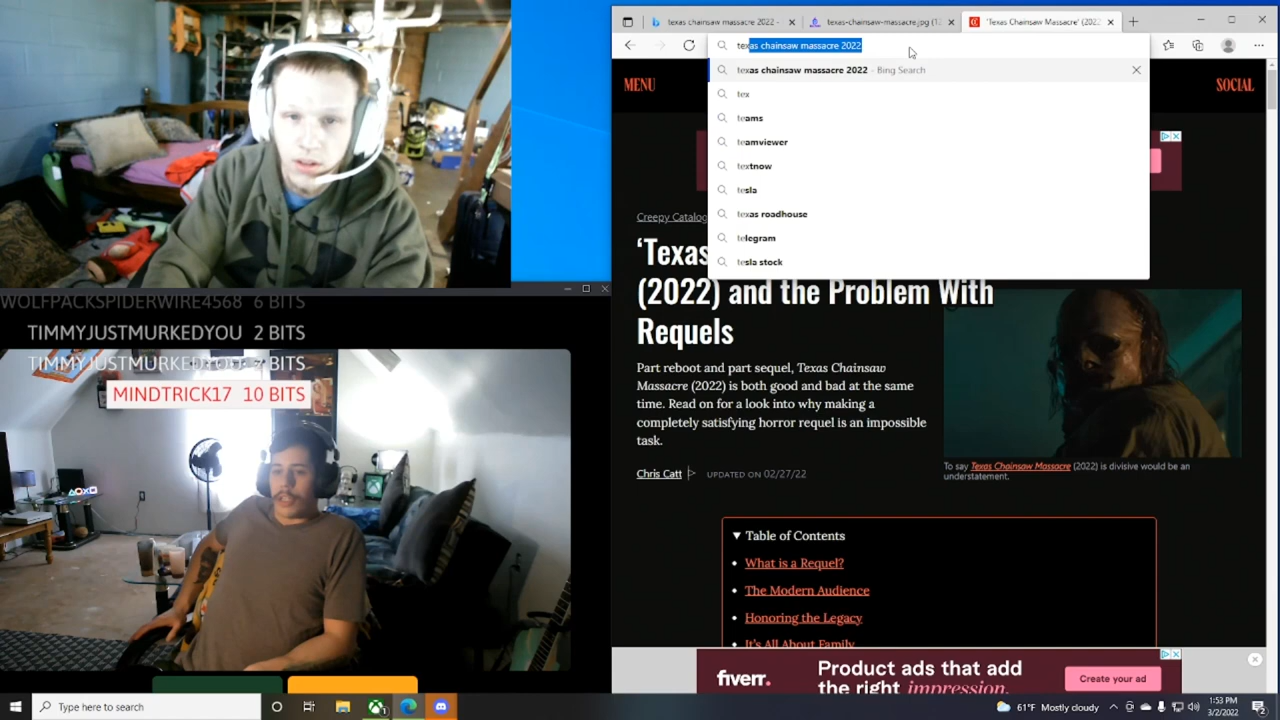 WOLFPACKSPIDERWIRE4568 6 BITS
TIMMYJUSTMURKEDYOU 2 BITS
TIMMYJUSTMURKEDYOU BITS
MINDTRICK17 10 BITS
texas chainsaw massacre 2022 -
texas-chainsaw-massacre.jpg (1
'Texas Chainsaw Massacre' (202
texas chainsaw massacre 2022
texas chainsaw massacre 2022 - Bing Search
tex
teams
teamviewer
textnow
tesla
texas roadhouse
telegram
tesla stock
MENU
SOCIAL
Creepy Catalog
‘Texas
(2022) and the Problem With
Requels
Part reboot and part sequel, Texas Chainsaw
Massacre (2022) is both good and bad at the same
time. Read on for a look into why making a
completely satisfying horror requel is an impossible
task.
Chris Catt UPDATED ON 02/27/22
To say Texas Chainsaw Massacre (2022) is divisive would be an
understatement.
Table of Contents
What is a Requel?
The Modern Audience
Honoring the Legacy
It's All About Family
fiverr.
Product ads that add
the right impression.
Create your ad
Type here to search
61°F Mostly cloudy
1:53 PM
3/2/2022